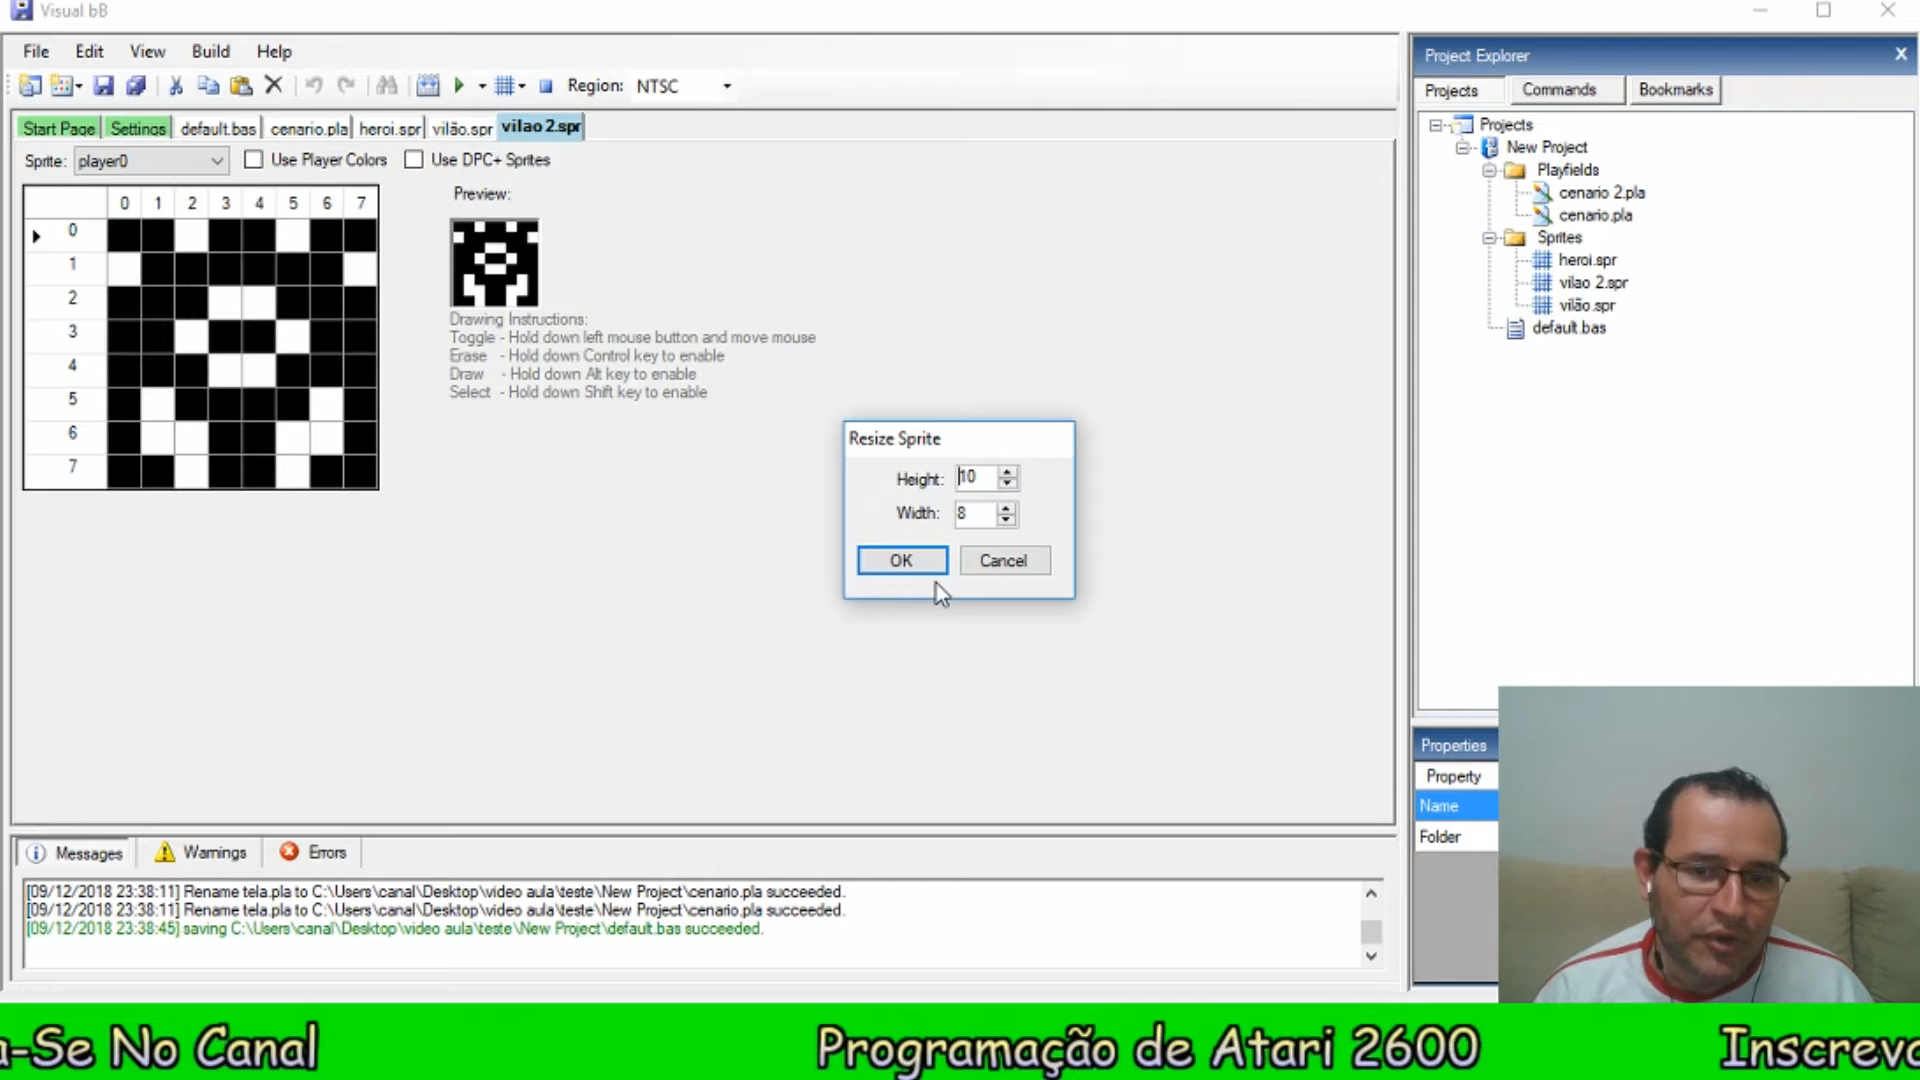 Visual bB
File Edit View Build Help
Region: NTSC
Start Page Settings default.bas cenario.pla heroi.spr vilão.spr vilao 2.spr
Sprite: player0 Use Player Colors Use DPC+ Sprites
0 1 2 3 4 5 6 7
0
1
2
3
4
5
6
7
Preview:
Drawing Instructions:
Toggle - Hold down left mouse button and move mouse
Erase - Hold down Control key to enable
Draw - Hold down Alt key to enable
Select - Hold down Shift key to enable
Resize Sprite
Height: 10
Width: 8
OK Cancel
Project Explorer X
Projects Commands Bookmarks
Projects
New Project
Playfields
cenario 2.pla
cenario.pla
Sprites
heroi.spr
vilao 2.spr
vilão.spr
default.bas
Properties
Property
Name
Folder
Messages Warnings Errors
[09/12/2018 23:38:11] Rename tela.pla to C:\Users\canal\Desktop\video aula\teste\New Project\cenario.pla succeeded.
[09/12/2018 23:38:11] Rename tela.pla to C:\Users\canal\Desktop\video aula\teste\New Project\cenario.pla succeeded.
[09/12/2018 23:38:45] saving C:\Users\canal\Desktop\video aula\teste\New Project\default.bas succeeded.
a-Se No Canal Programação de Atari 2600 Inscreva